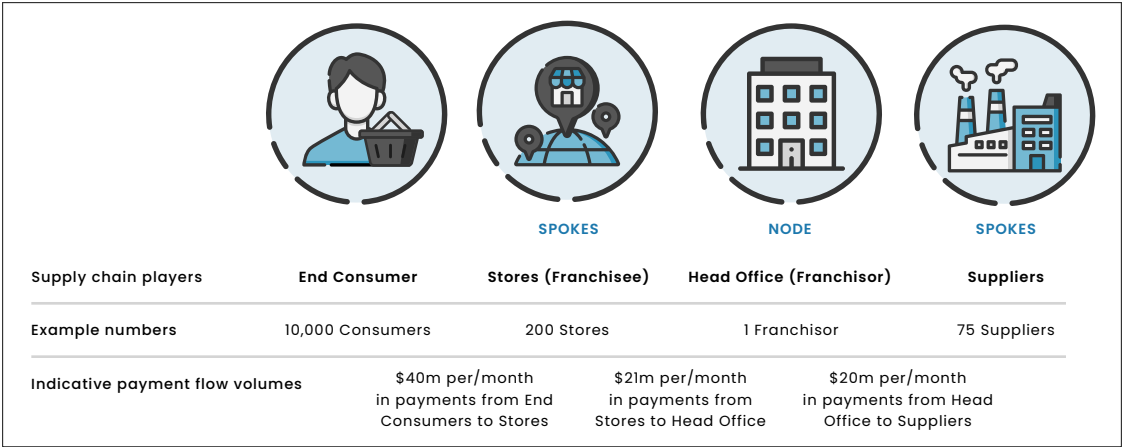 SPOKES
NODE
SPOKES
Supply chain players
End Consumer
Stores (Franchisee)
Head Office (Franchisor)
Suppliers
Example numbers
10,000 Consumers
200 Stores
1 Franchisor
75 Suppliers
Indicative payment flow volumes
$40m per/month
in payments from End
Consumers to Stores
$21m per/month
in payments from
Stores to Head Office
$20m per/month
in payments from Head
Office to Suppliers